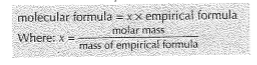 molecular formula = x × empirical formula
Where: x = molar mass
mass of empirical formula